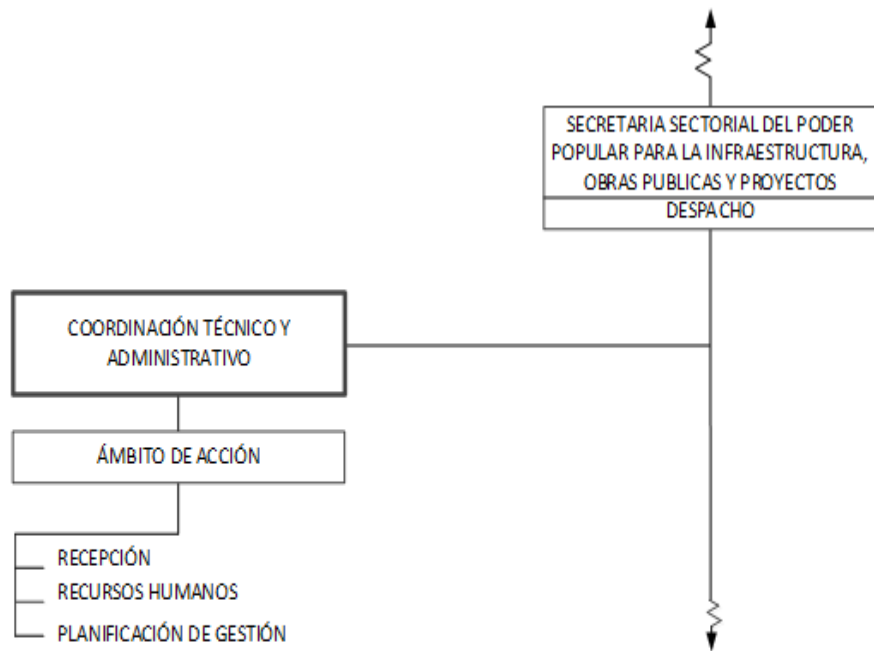 SECRETARIA SECTORIAL DEL PODER
POPULAR PARA LA INFRAESTRUCTURA,
OBRAS PUBLICAS Y PROYECTOS
DESPACHO
COORDINACIÓN TÉCNICO Y
ADMINISTRATIVO
ÁMBITO DE ACCIÓN
RECEPCIÓN
RECURSOS HUMANOS
PLANIFICACIÓN DE GESTIÓN